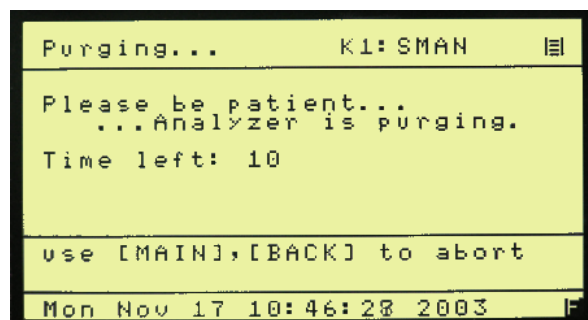 Purging... K1:SMAN
Please be patient...
...Analyzer is purging.
Time left: 10
use [MAIN],[BACK] to abort
Mon Nov 17 10:46:28 2003 F